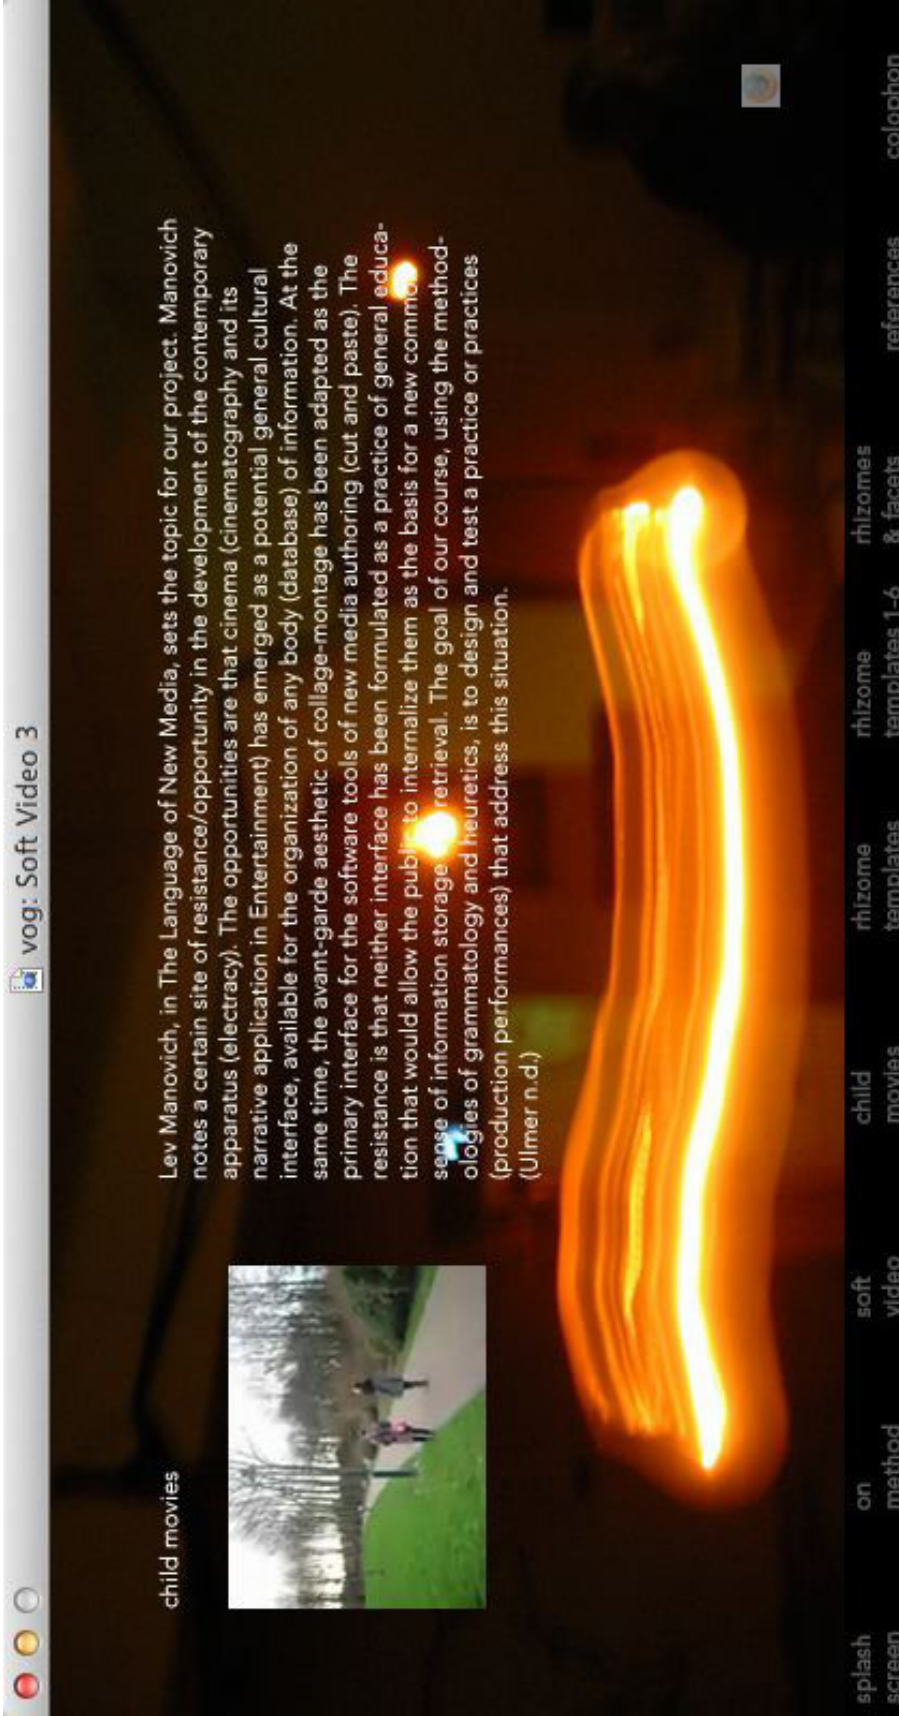 vog: Soft Video 3
child movies
Lev Manovich, in The Language of New Media, sets the topic for our project. Manovich
notes a certain site of resistance/opportunity in the development of the contemporary
apparatus (electracy). The opportunities are that cinema (cinematography and its
narrative application in Entertainment) has emerged as a potential general cultural
interface, available for the organization of any body (database) of information. At the
same time, the avant-garde aesthetic of collage-montage has been adapted as the
primary interface for the software tools of new media authoring (cut and paste). The
resistance is that neither interface has been formulated as a practice of general educa-
tion that would allow the public to internalize them as the basis for a new common
sense of information storage retrieval. The goal of our course, using the method-
ologies of grammatology and heuretics, is to design and test a practice or practices
(production performances) that address this situation.
(Ulmer n.d.)
splash
screen
on
method
soft
video
child
movies
rhizome
templates
rhizome
templates 1-6
rhizomes
& facets
references
colophon